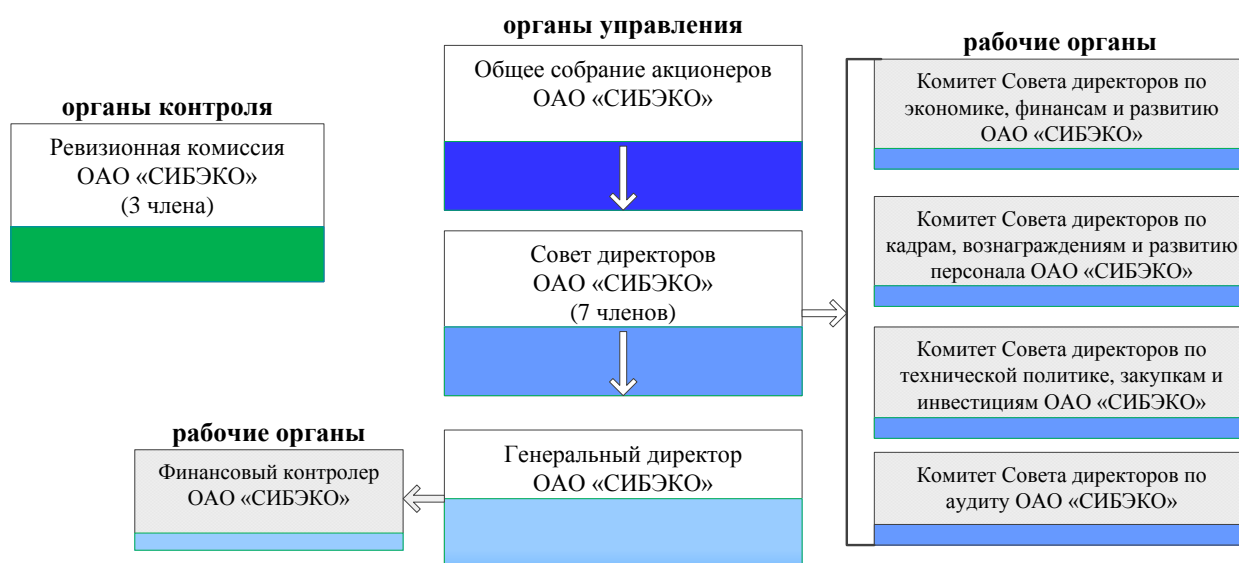 органы управления
Общее собрание акционеров
ОАО «СИБЭКО»
органы контроля
Ревизионная комиссия
ОАО «СИБЭКО»
(3 члена)
Совет директоров
ОАО «СИБЭКО»
(7 членов)
рабочие органы
Финансовый контролер
ОАО «СИБЭКО»
Генеральный директор
ОАО «СИБЭКО»
рабочие органы
Комитет Совета директоров по
экономике, финансам и развитию
ОАО «СИБЭКО»
Комитет Совета директоров по
кадрам, вознаграждениям и развитию
персонала ОАО «СИБЭКО»
Комитет Совета директоров по
технической политике, закупкам и
инвестициям ОАО «СИБЭКО»
Комитет Совета директоров по
аудиту ОАО «СИБЭКО»